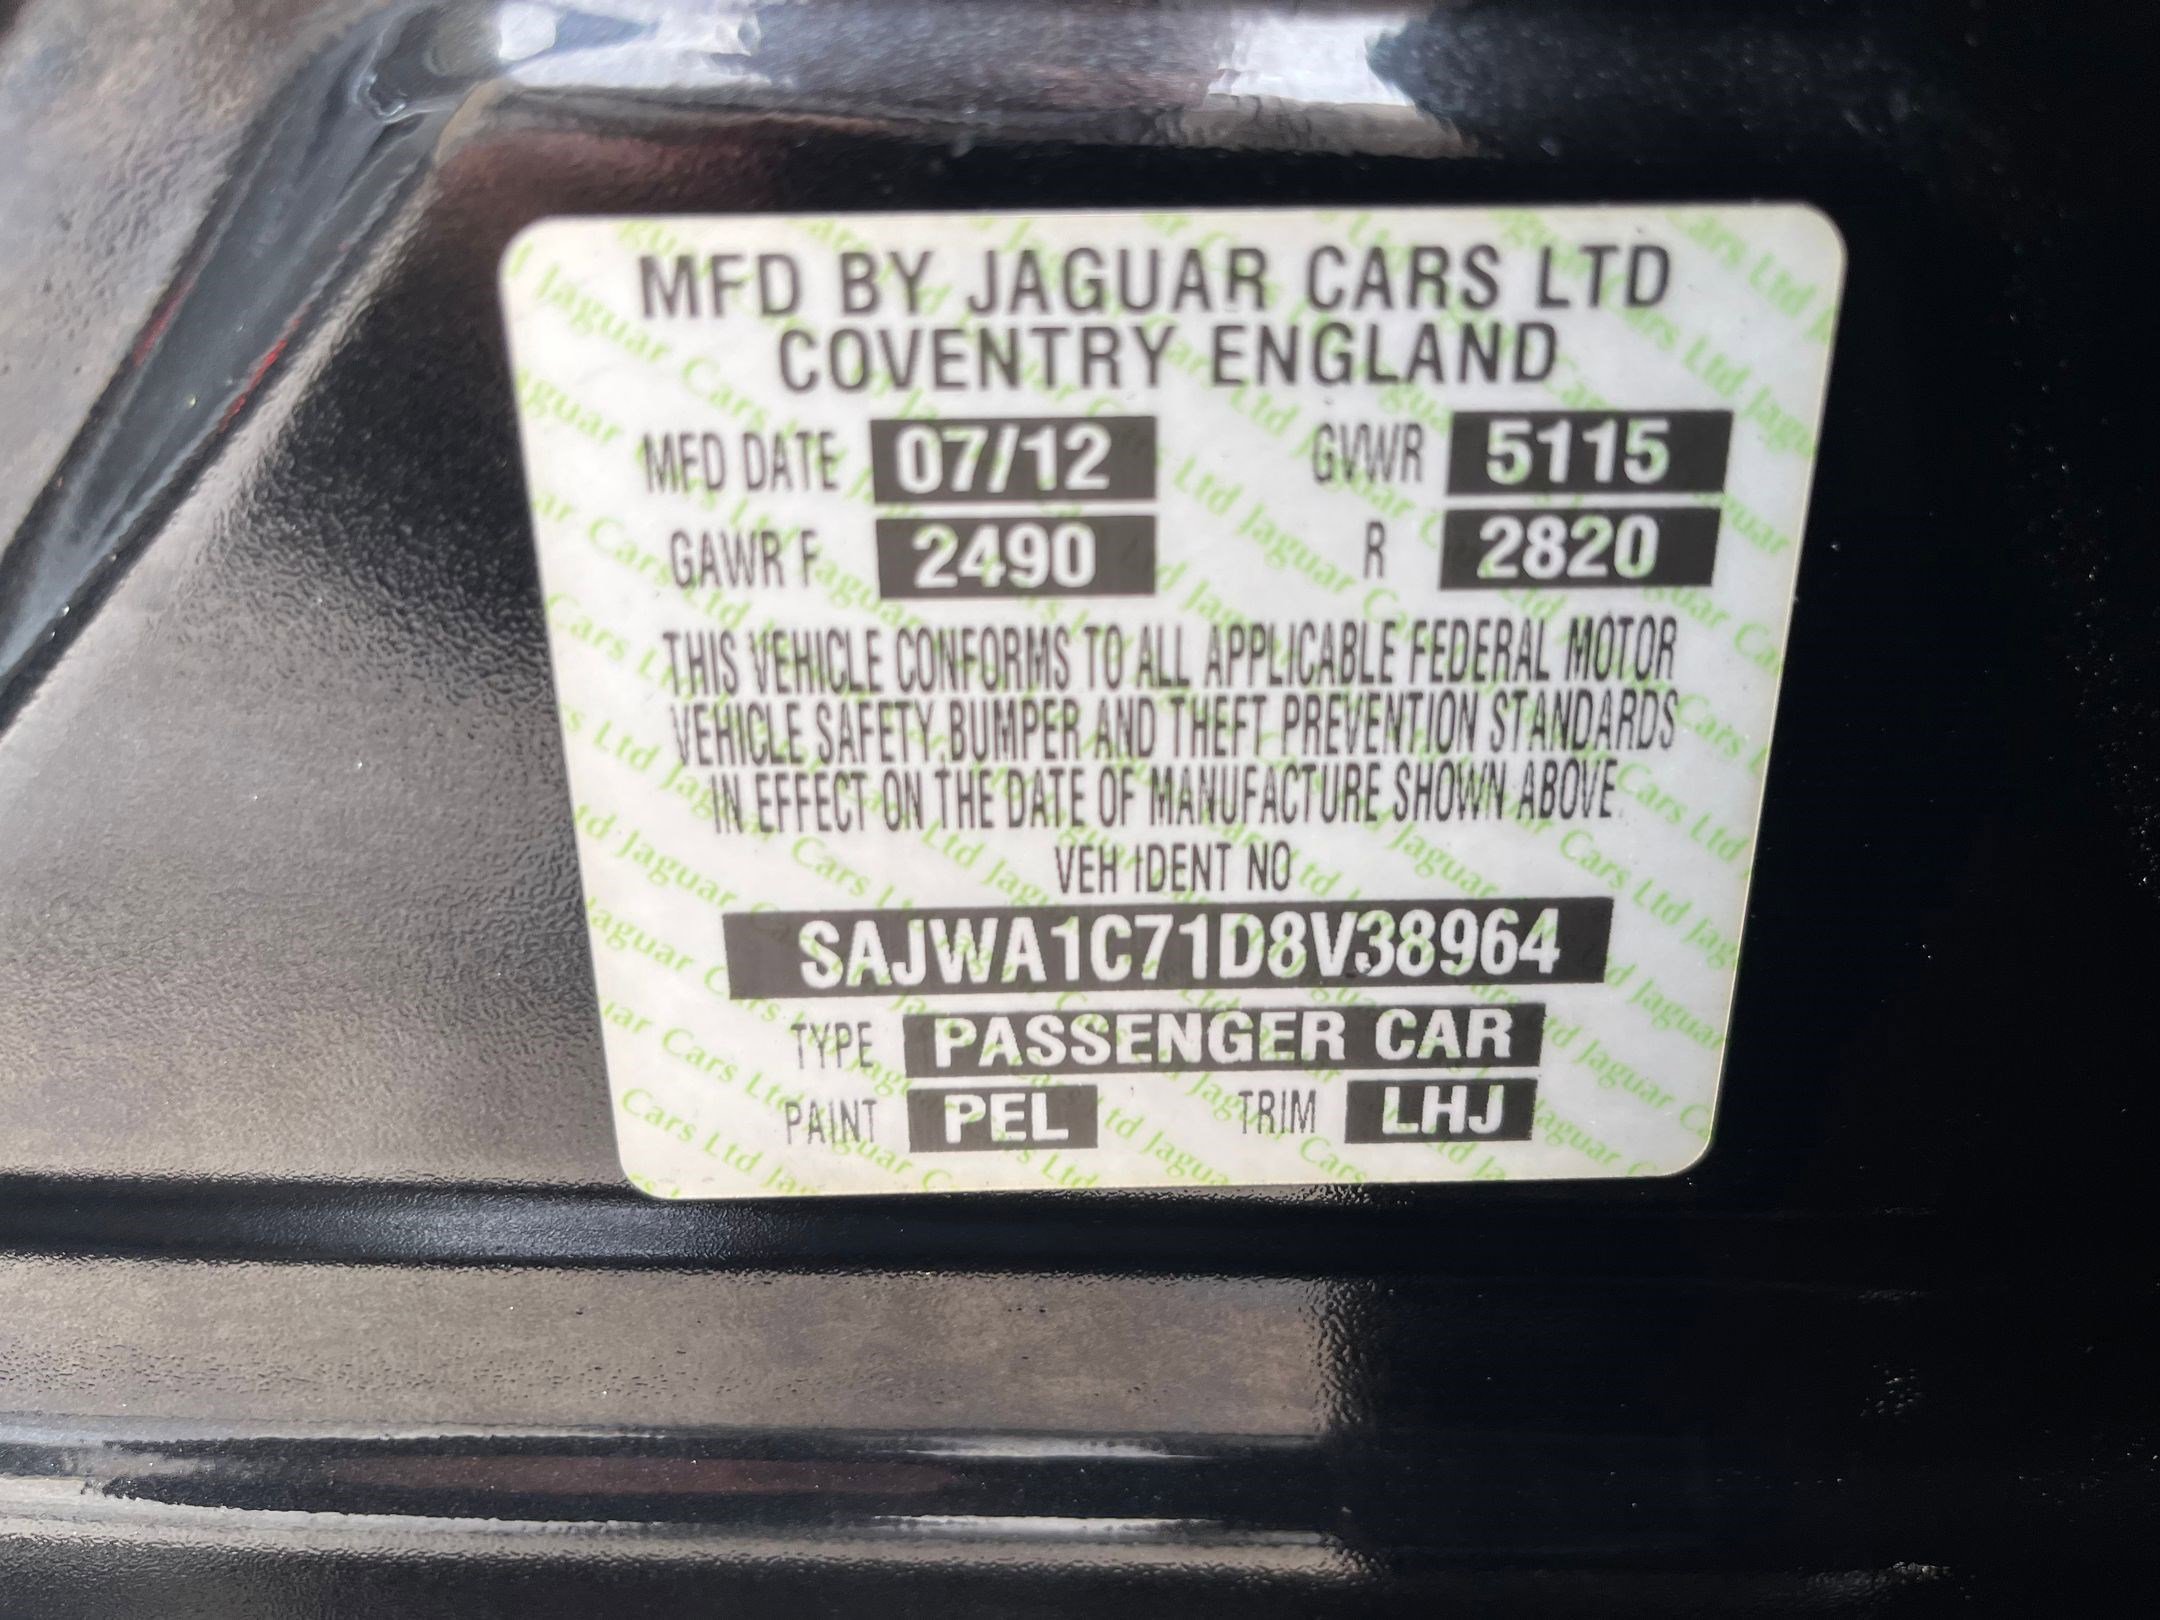 MFD BY JAGUAR CARS LTD
COVENTRY ENGLAND
MFD DATE 07/12 GVWR 5115
GAWR F 2490 R 2820
THIS VEHICLE CONFORMS TO ALL APPLICABLE FEDERAL MOTOR
VEHICLE SAFETY, BUMPER AND THEFT PREVENTION STANDARDS
IN EFFECT ON THE DATE OF MANUFACTURE SHOWN ABOVE.
VEH IDENT NO
SAJWA1C71D8V38964
TYPE PASSENGER CAR
PAINT PEL TRIM LHJ